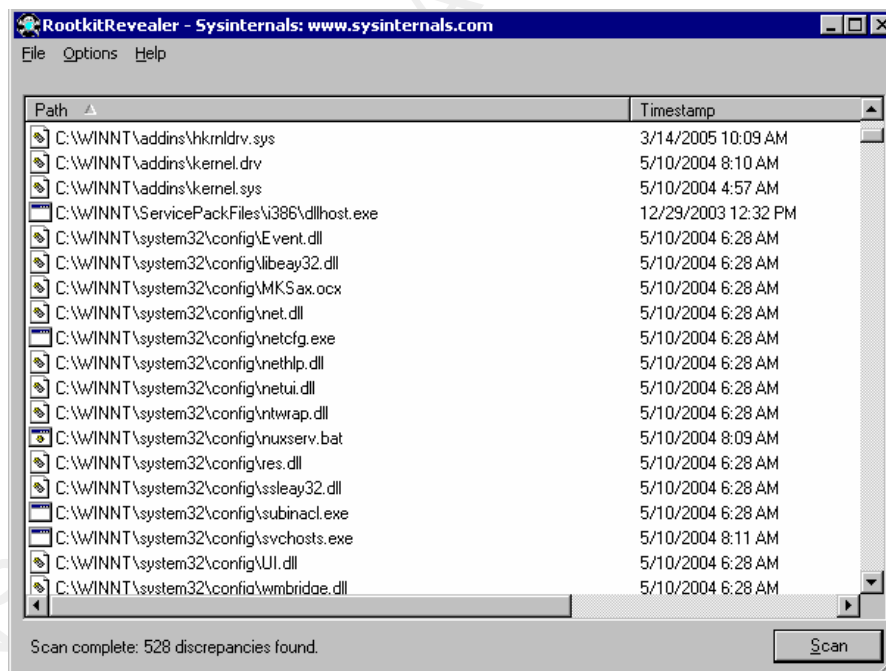 RootkitRevealer - Sysinternals: www.sysinternals.com
File Options Help
Path Timestamp
C:\WINNT\addins\hkrnldrv.sys 3/14/2005 10:09 AM
C:\WINNT\addins\kernel.drv 5/10/2004 8:10 AM
C:\WINNT\addins\kernel.sys 5/10/2004 4:57 AM
C:\WINNT\ServicePackFiles\i386\dllhost.exe 12/29/2003 12:32 PM
C:\WINNT\system32\config\Event.dll 5/10/2004 6:28 AM
C:\WINNT\system32\config\libeay32.dll 5/10/2004 6:28 AM
C:\WINNT\system32\config\MKSax.ocx 5/10/2004 6:28 AM
C:\WINNT\system32\config\net.dll 5/10/2004 6:28 AM
C:\WINNT\system32\config\netcfg.exe 5/10/2004 6:28 AM
C:\WINNT\system32\config\nethlp.dll 5/10/2004 6:28 AM
C:\WINNT\system32\config\netui.dll 5/10/2004 6:28 AM
C:\WINNT\system32\config\ntwrap.dll 5/10/2004 6:28 AM
C:\WINNT\system32\config\nuxserv.bat 5/10/2004 8:09 AM
C:\WINNT\system32\config\res.dll 5/10/2004 6:28 AM
C:\WINNT\system32\config\ssleay32.dll 5/10/2004 6:28 AM
C:\WINNT\system32\config\subinacl.exe 5/10/2004 6:28 AM
C:\WINNT\system32\config\svchosts.exe 5/10/2004 8:11 AM
C:\WINNT\system32\config\UI.dll 5/10/2004 6:28 AM
C:\WINNT\system32\config\wmbridge.dll 5/10/2004 6:28 AM
Scan complete: 528 discrepancies found. Scan